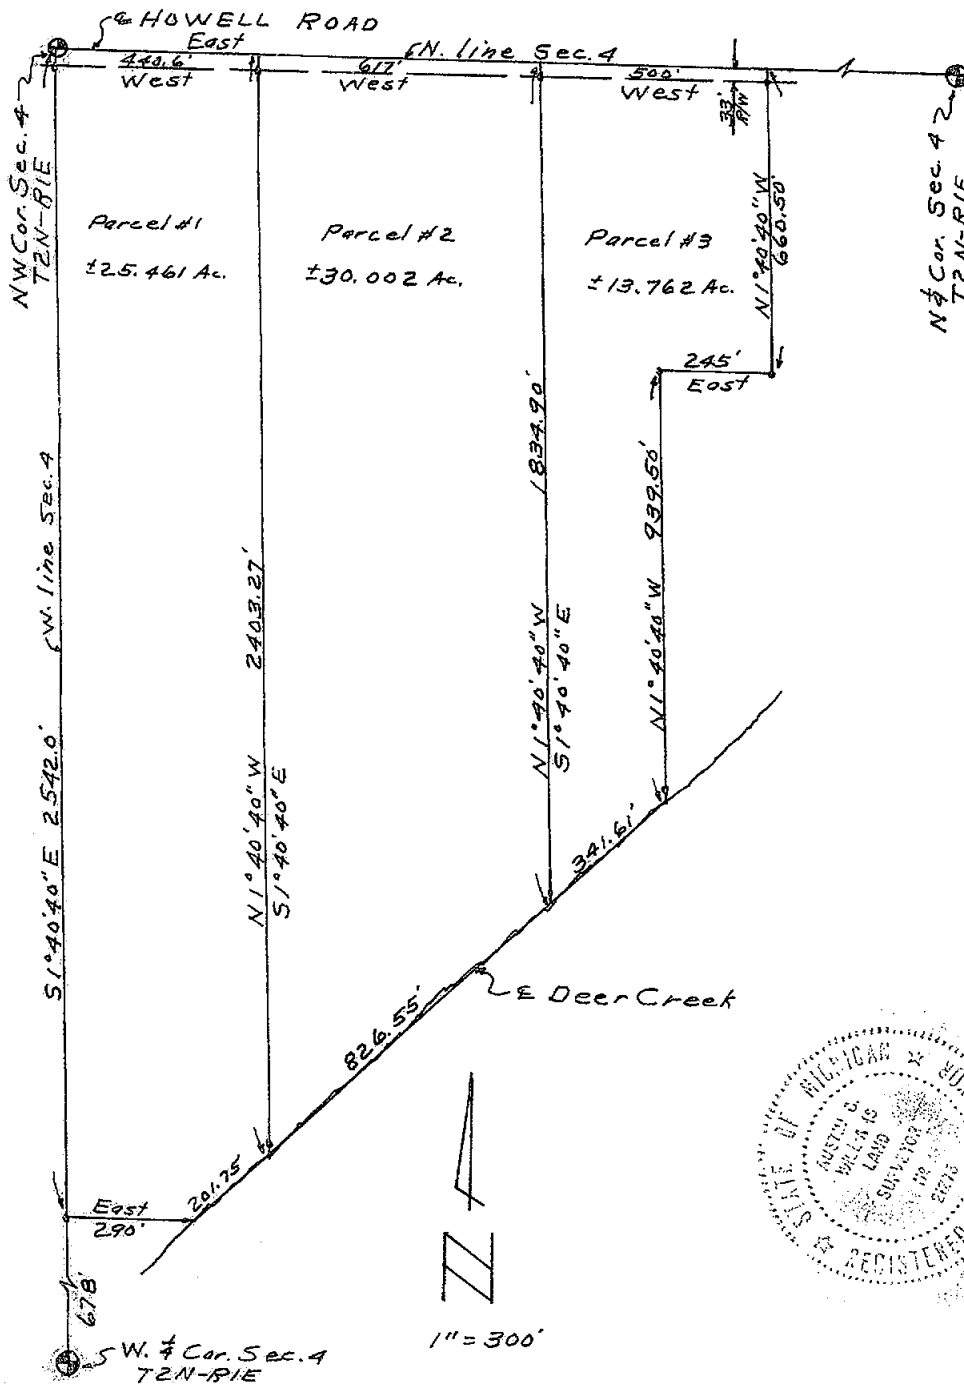 ℄ HOWELL ROAD
East
N. line Sec. 4
440.6'
West
617'
West
500'
West
33'
R/W
NW Cor. Sec. 4
T2N-R1E
N ¼ Cor. Sec. 4
T2N-R1E
Parcel #1
±25.461 Ac.
Parcel #2
±30.002 Ac.
Parcel #3
±13.762 Ac.
N1°40'40"W
660.50'
245'
East
W. line Sec. 4
S1°40'40"E 2542.0'
2403.27'
N1°40'40"W
S1°40'40"E
1834.90'
N1°40'40"W
S1°40'40"E
N1°40'40"W 939.50'
341.61'
826.55'
℄ Deer Creek
201.75
East
290'
678'
W. ¼ Cor. Sec. 4
T2N-R1E
N
1" = 300'
STATE OF MICHIGAN
REGISTERED
LAND
SURVEYOR